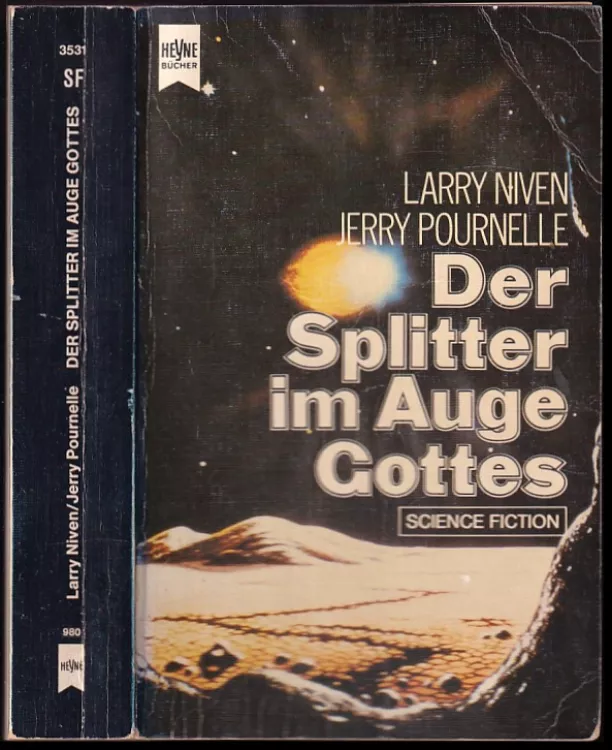 3531
SF
Larry Niven/Jerry Pournelle DER SPLITTER IM AUGE GOTTES
980
HEYNE
HEYNE
BÜCHER
LARRY NIVEN
JERRY POURNELLE
Der
Splitter
im Auge
Gottes
SCIENCE FICTION